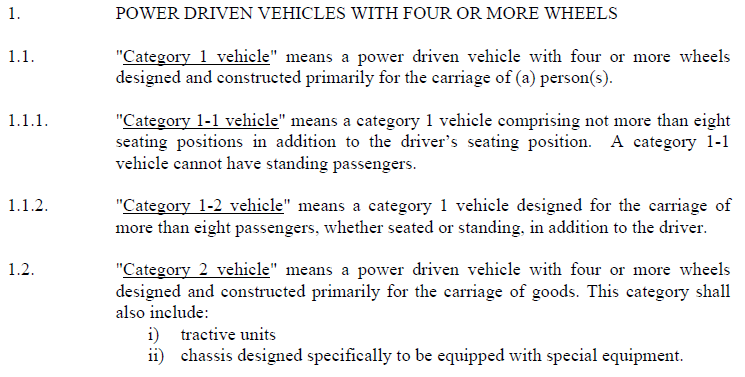 1. POWER DRIVEN VEHICLES WITH FOUR OR MORE WHEELS
1.1. "Category 1 vehicle" means a power driven vehicle with four or more wheels
designed and constructed primarily for the carriage of (a) person(s).
1.1.1. "Category 1-1 vehicle" means a category 1 vehicle comprising not more than eight
seating positions in addition to the driver's seating position. A category 1-1
vehicle cannot have standing passengers.
1.1.2. "Category 1-2 vehicle" means a category 1 vehicle designed for the carriage of
more than eight passengers, whether seated or standing, in addition to the driver.
1.2. "Category 2 vehicle" means a power driven vehicle with four or more wheels
designed and constructed primarily for the carriage of goods. This category shall
also include:
i) tractive units
ii) chassis designed specifically to be equipped with special equipment.